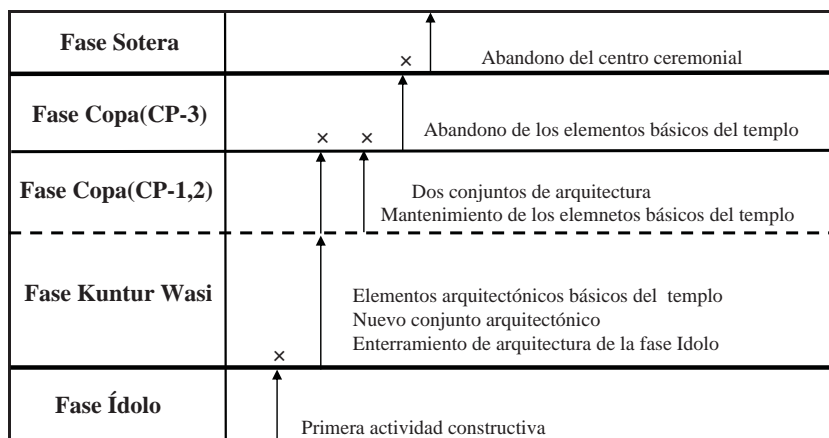 Fase Sotera
×
Abandono del centro ceremonial
Fase Copa(CP-3)
× ×
Abandono de los elementos básicos del templo
Fase Copa(CP-1,2)
Dos conjuntos de arquitectura
Mantenimiento de los elemnetos básicos del templo
Fase Kuntur Wasi
Elementos arquitectónicos básicos del templo
Nuevo conjunto arquitectónico
Enterramiento de arquitectura de la fase Idolo
×
Fase Ídolo
Primera actividad constructiva